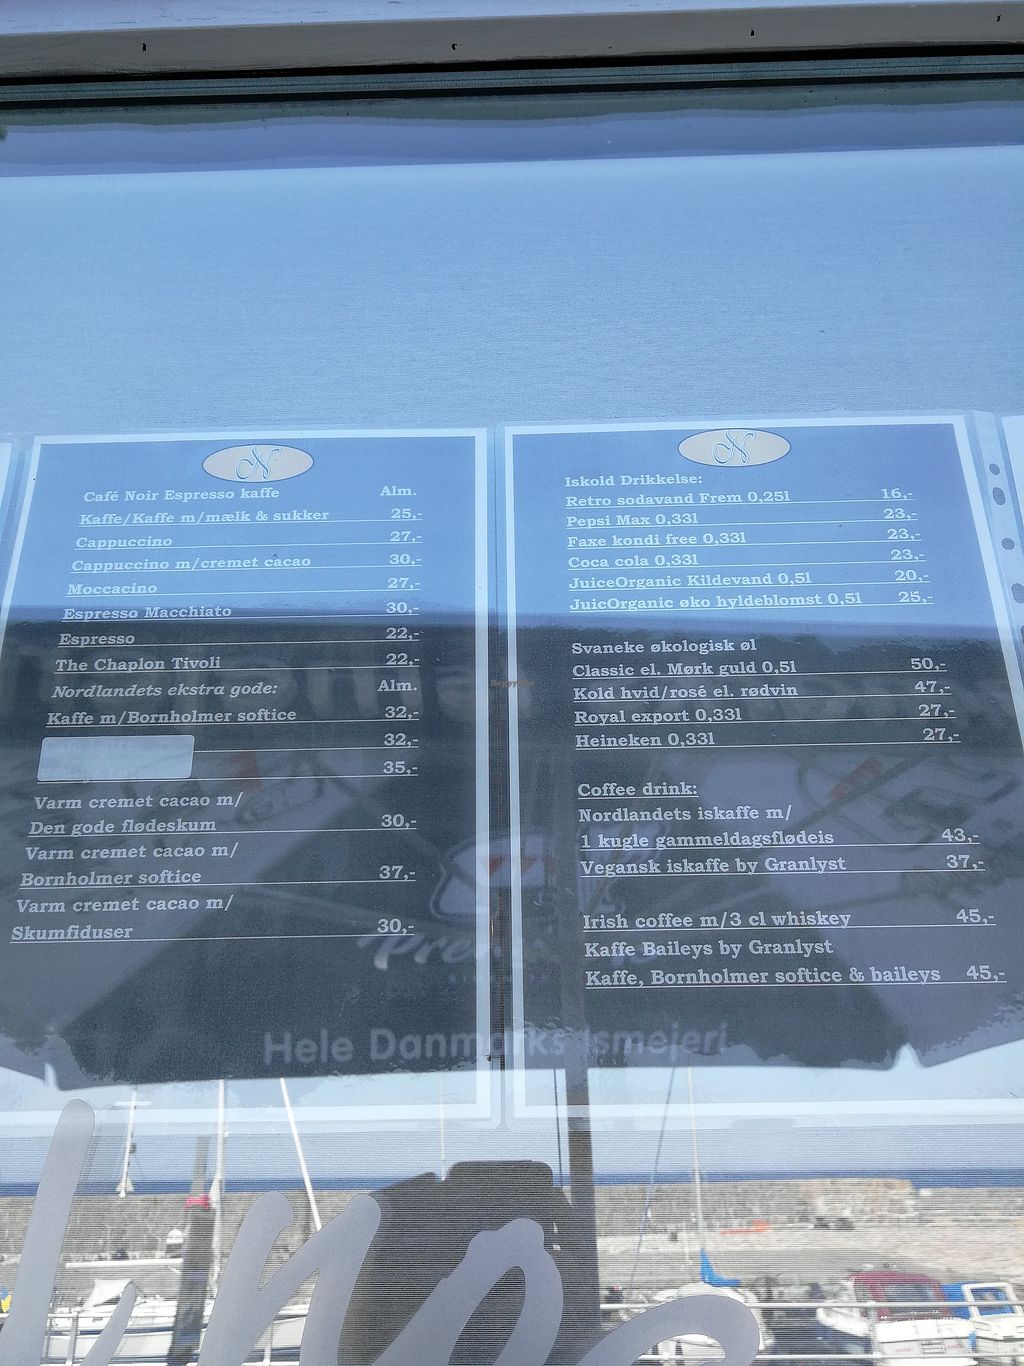 N
Café Noir Espresso kaffe Alm.
Kaffe/Kaffe m/mælk & sukker 25,-
Cappuccino 27,-
Cappuccino m/cremet cacao 30,-
Moccacino 27,-
Espresso Macchiato 30,-
Espresso 22,-
The Chaplon Tivoli 22,-
Nordlandets ekstra gode: Alm.
Kaffe m/Bornholmer softice 32,-
32,-
35,-
Varm cremet cacao m/
Den gode flødeskum 30,-
Varm cremet cacao m/
Bornholmer softice 37,-
Varm cremet cacao m/
Skumfiduser 30,-
N
Iskold Drikkelse:
Retro sodavand Frem 0,25l 16,-
Pepsi Max 0,33l 23,-
Faxe kondi free 0,33l 23,-
Coca cola 0,33l 23,-
JuiceOrganic Kildevand 0,5l 20,-
JuicOrganic øko hyldeblomst 0,5l 25,-
Svaneke økologisk øl
Classic el. Mørk guld 0,5l 50,-
Kold hvid/rosé el. rødvin 47,-
Royal export 0,33l 27,-
Heineken 0,33l 27,-
Coffee drink:
Nordlandets iskaffe m/
1 kugle gammeldagsflødeis 43,-
Vegansk iskaffe by Granlyst 37,-
Irish coffee m/3 cl whiskey 45,-
Kaffe Baileys by Granlyst
Kaffe, Bornholmer softice & baileys 45,-
Hele Danmarks ismejeri